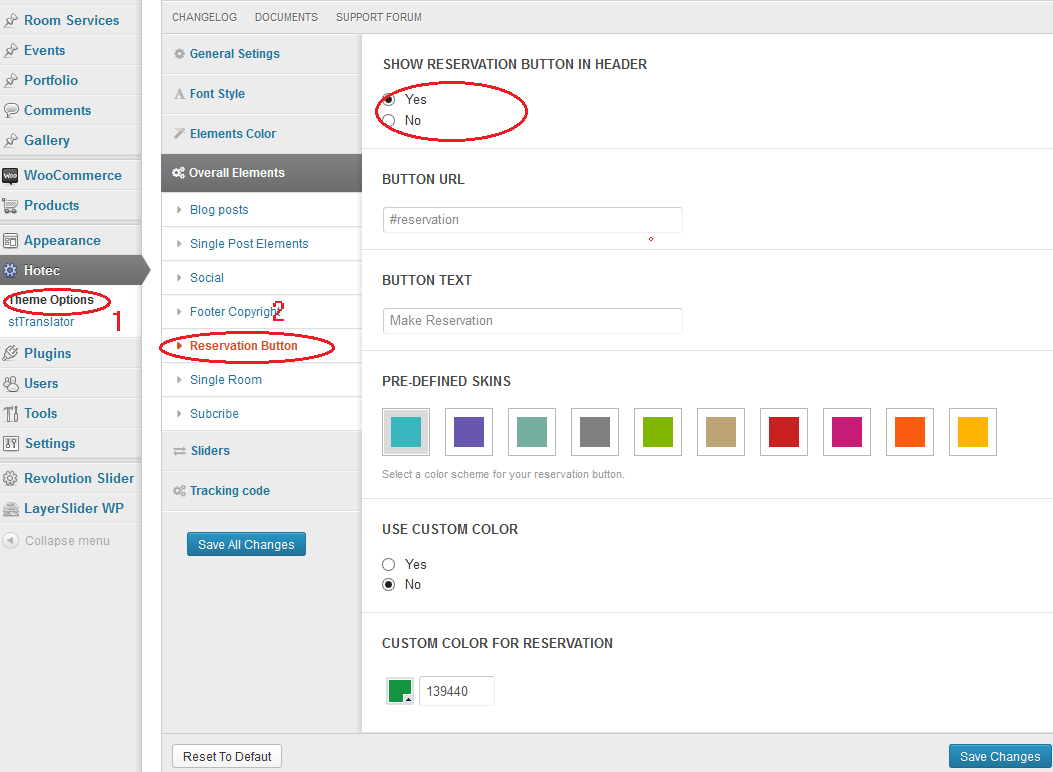 Room Services
Events
Portfolio
Comments
Gallery
WooCommerce
Products
Appearance
Hotec
Theme Options
1
stTranslator
Plugins
Users
Tools
Settings
Revolution Slider
LayerSlider WP
Collapse menu
CHANGELOG DOCUMENTS SUPPORT FORUM
General Setings
Font Style
Elements Color
Overall Elements
Blog posts
Single Post Elements
Social
Footer Copyright
2
Reservation Button
Single Room
Subcribe
Sliders
Tracking code
Save All Changes
SHOW RESERVATION BUTTON IN HEADER
Yes
No
BUTTON URL
#reservation
BUTTON TEXT
Make Reservation
PRE-DEFINED SKINS
Select a color scheme for your reservation button.
USE CUSTOM COLOR
Yes
No
CUSTOM COLOR FOR RESERVATION
139440
Reset To Defaut
Save Changes